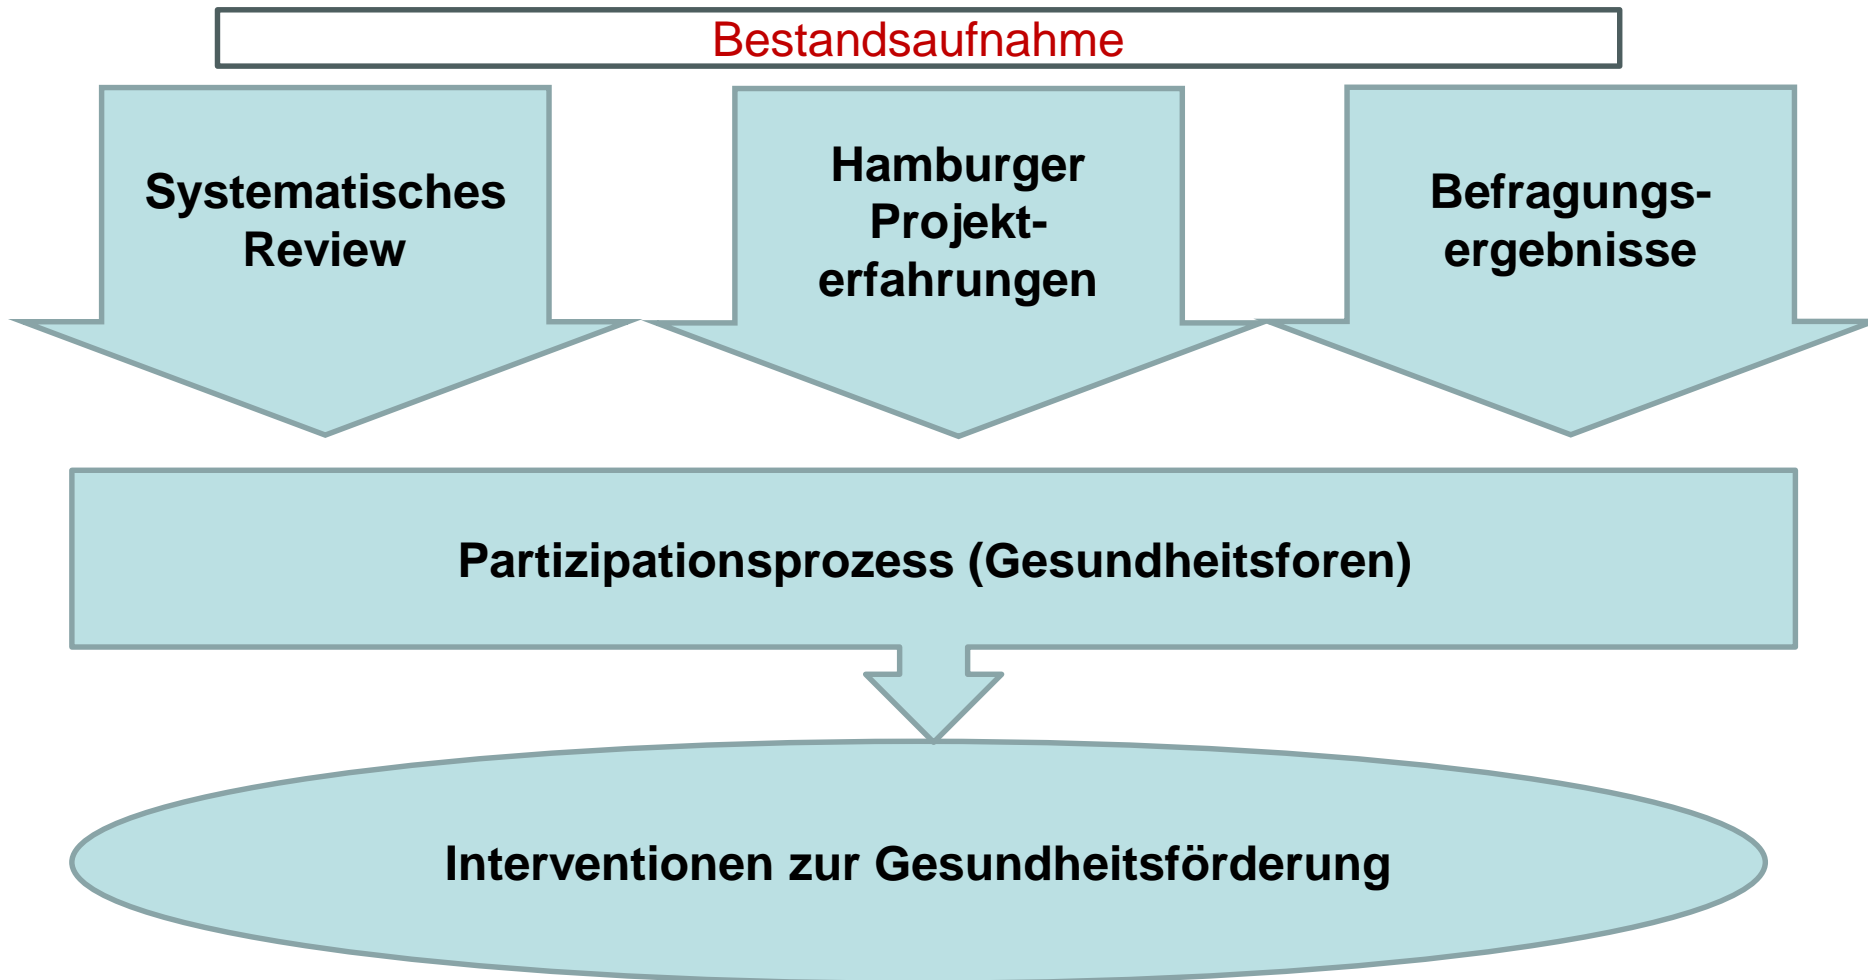 Bestandsaufnahme
Systematisches
Review
Hamburger
Projekt-
erfahrungen
Befragungs-
ergebnisse
Partizipationsprozess (Gesundheitsforen)
Interventionen zur Gesundheitsförderung